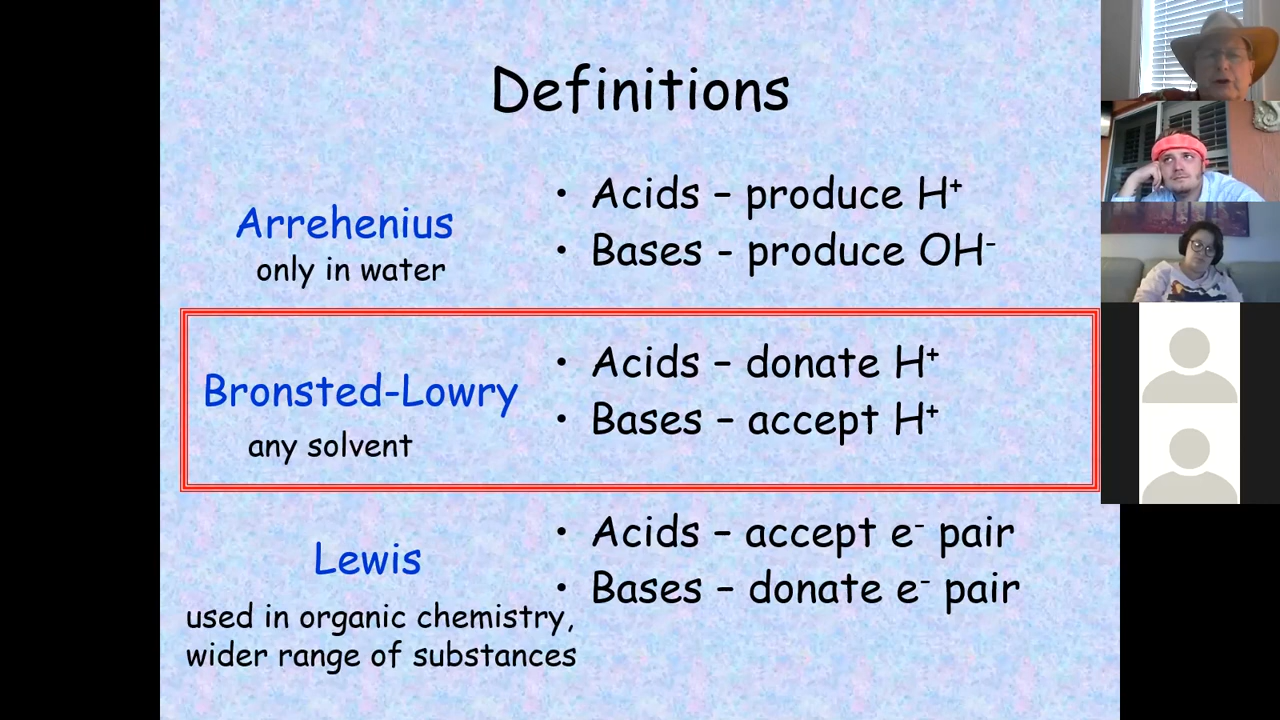 Definitions
Arrehenius
only in water
• Acids – produce H⁺
• Bases - produce OH⁻
Bronsted-Lowry
any solvent
• Acids – donate H⁺
• Bases – accept H⁺
Lewis
used in organic chemistry,
wider range of substances
• Acids – accept e⁻ pair
• Bases – donate e⁻ pair